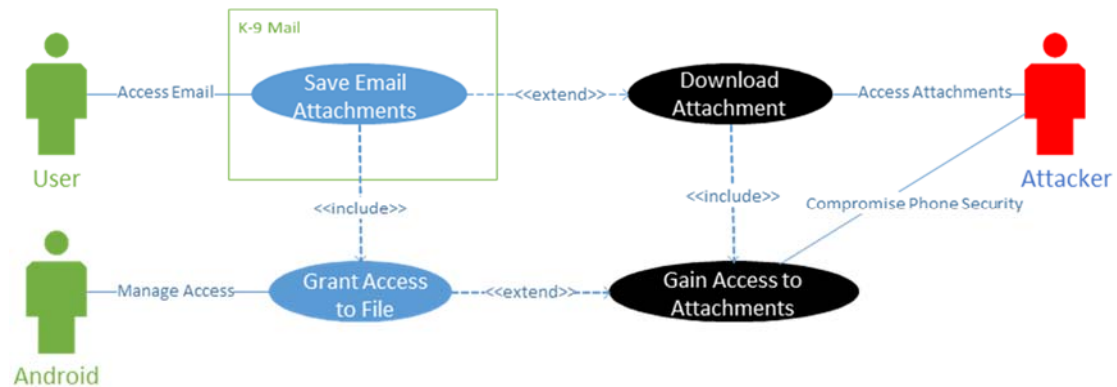 K-9 Mail
Access Email
Save Email
Attachments
<<extend>>
Download
Attachment
Access Attachments
User
Attacker
<<include>>
<<include>>
Compromise Phone Security
Manage Access
Grant Access
to File
<<extend>>
Gain Access to
Attachments
Android